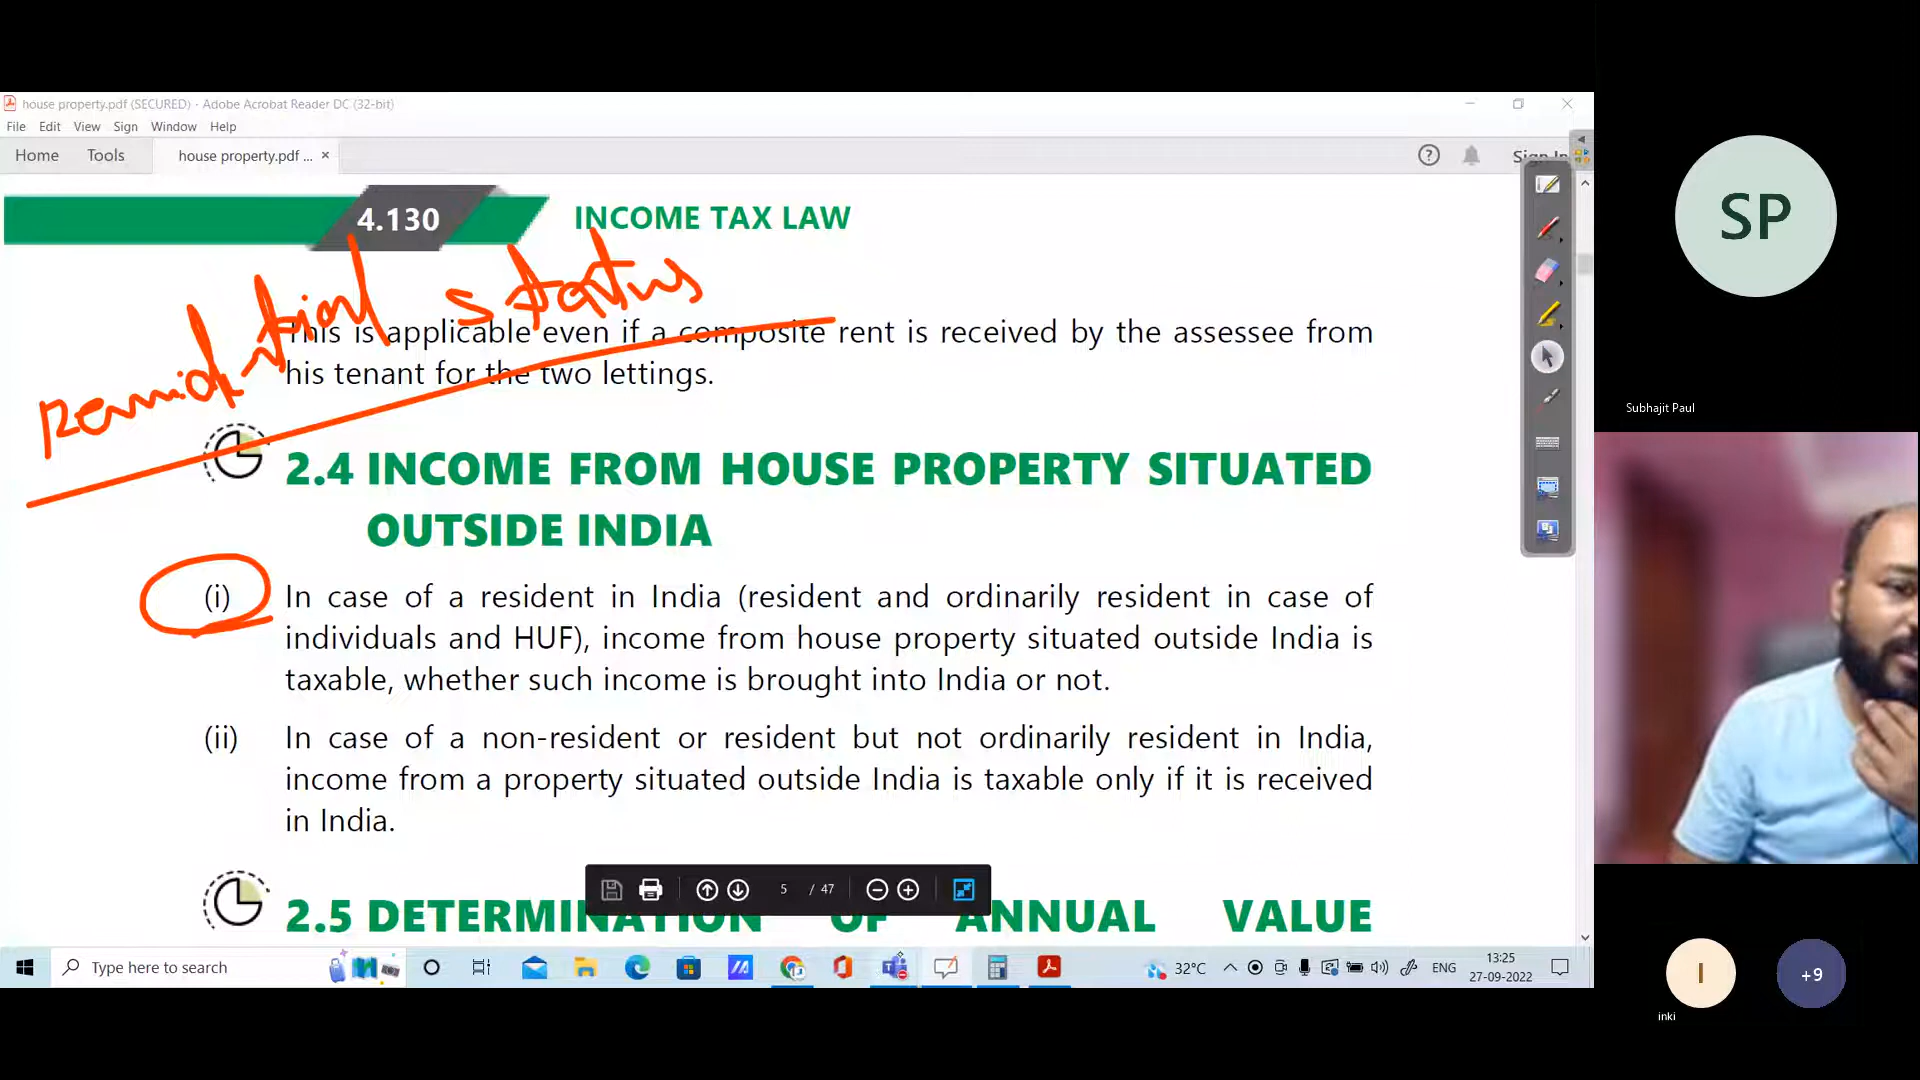 house property.pdf (SECURED) - Adobe Acrobat Reader DC (32-bit)
File Edit View Sign Window Help
Home Tools house property.pdf ... ×
Sign In
4.130 INCOME TAX LAW
status
This is applicable even if a composite rent is received by the assessee from
his tenant for the two lettings.
2.4 INCOME FROM HOUSE PROPERTY SITUATED
OUTSIDE INDIA
(i) In case of a resident in India (resident and ordinarily resident in case of
individuals and HUF), income from house property situated outside India is
taxable, whether such income is brought into India or not.
(ii) In case of a non-resident or resident but not ordinarily resident in India,
income from a property situated outside India is taxable only if it is received
in India.
5 / 47
2.5 DETERMINATION OF ANNUAL VALUE
Type here to search
32°C
ENG
13:25
27-09-2022
SP
Subhajit Paul
I
inki
+9